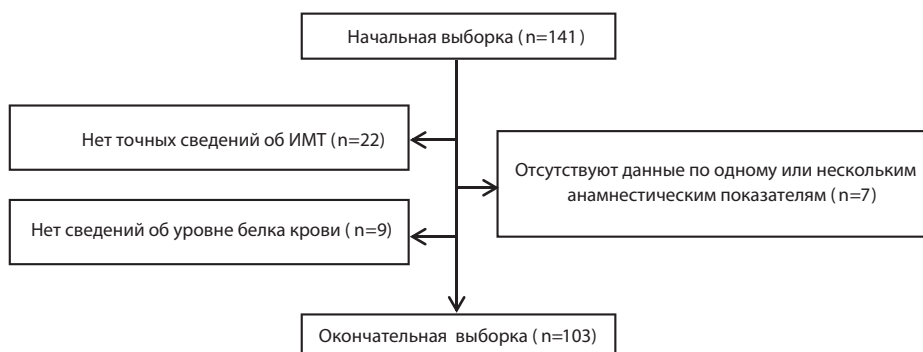 Начальная выборка (n=141)
Нет точных сведений об ИМТ (n=22)
Отсутствуют данные по одному или нескольким
анамнестическим показателям (n=7)
Нет сведений об уровне белка крови ( n=9)
Окончательная выборка ( n=103)